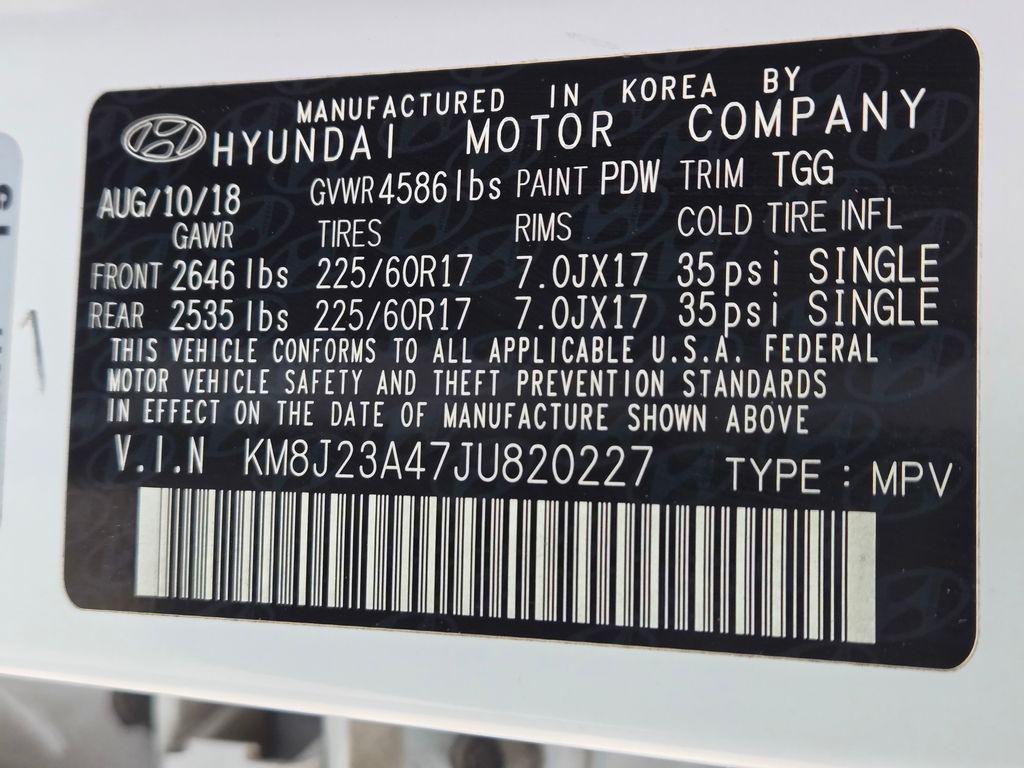 MANUFACTURED IN KOREA BY
HYUNDAI MOTOR COMPANY
AUG/10/18 GVWR 4586 lbs PAINT PDW TRIM TGG
GAWR TIRES RIMS COLD TIRE INFL
FRONT 2646 lbs 225/60R17 7.0JX17 35psi SINGLE
REAR 2535 lbs 225/60R17 7.0JX17 35psi SINGLE
THIS VEHICLE CONFORMS TO ALL APPLICABLE U.S.A. FEDERAL
MOTOR VEHICLE SAFETY AND THEFT PREVENTION STANDARDS
IN EFFECT ON THE DATE OF MANUFACTURE SHOWN ABOVE
V.I.N KM8J23A47JU820227 TYPE : MPV